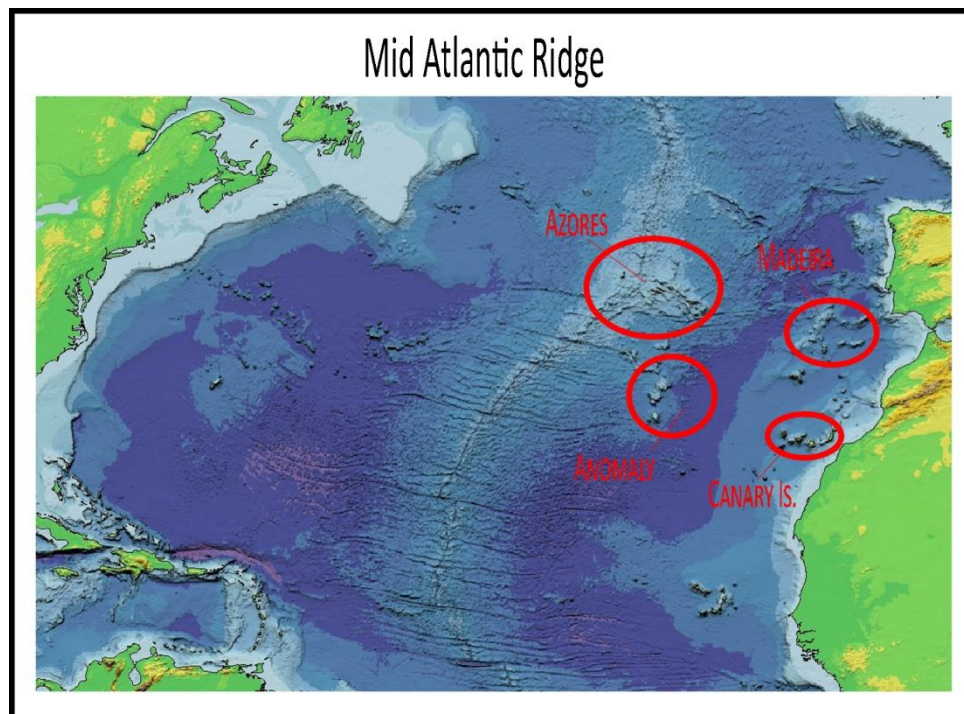 Mid Atlantic Ridge
AZORES
MADEIRA
ANOMALY
CANARY IS.